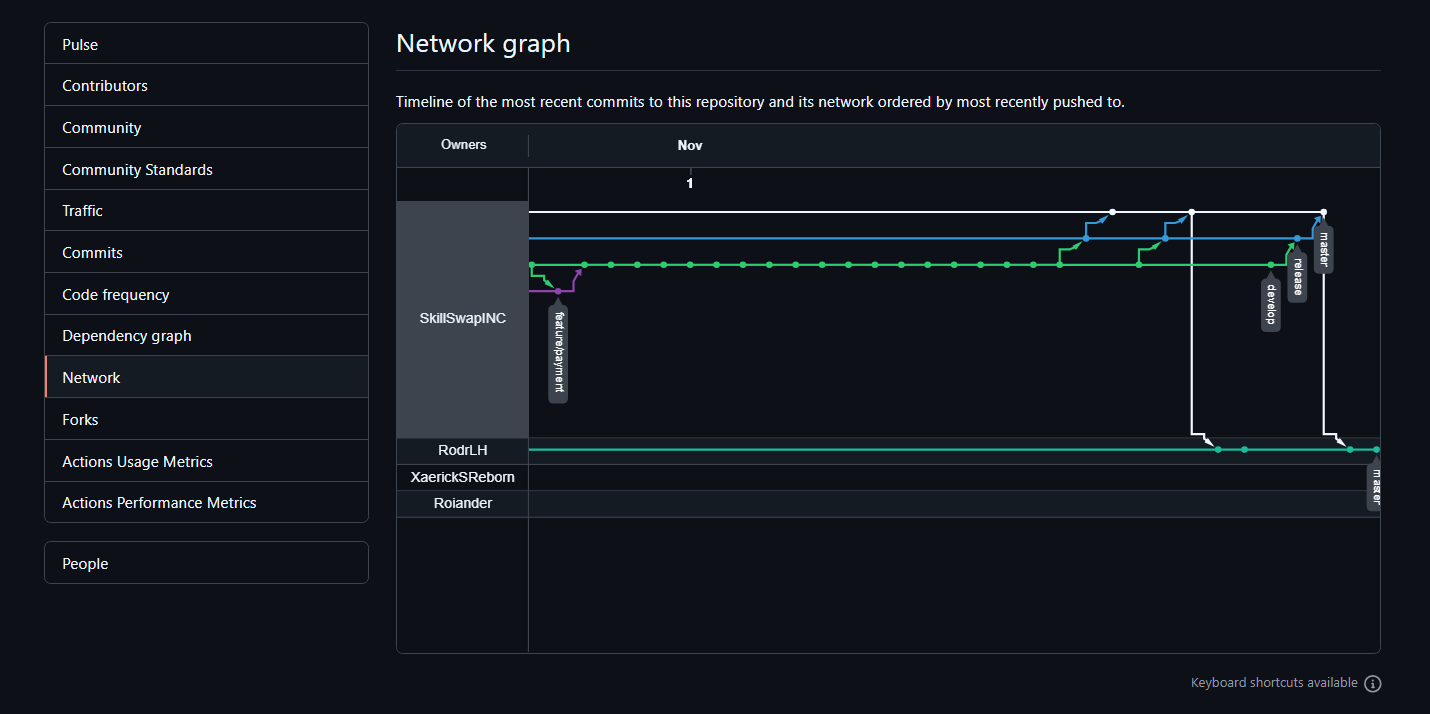 Pulse
Contributors
Community
Community Standards
Traffic
Commits
Code frequency
Dependency graph
Network
Forks
Actions Usage Metrics
Actions Performance Metrics
People
Network graph
Timeline of the most recent commits to this repository and its network ordered by most recently pushed to.
Owners
Nov
1
SkillSwapINC
master
release
develop
feature/payment
RodrLH
master
XaerickSReborn
Roiander
Keyboard shortcuts available